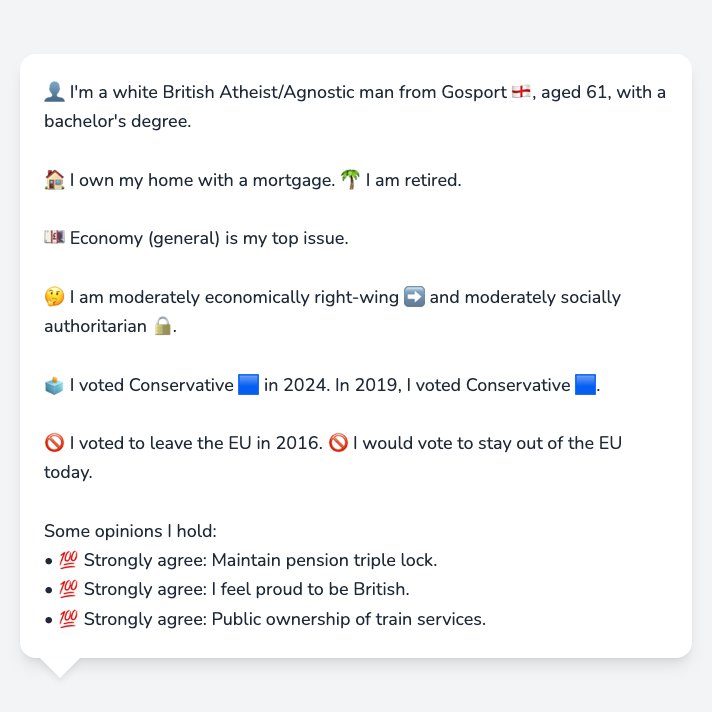 👤 I'm a white British Atheist/Agnostic man from Gosport 🏴󠁧󠁢󠁥󠁮󠁧󠁿, aged 61, with a
bachelor's degree.
🏠 I own my home with a mortgage. 🌴 I am retired.
💷 Economy (general) is my top issue.
🤔 I am moderately economically right-wing ➡️ and moderately socially
authoritarian 🔒.
🗳️ I voted Conservative 🟦 in 2024. In 2019, I voted Conservative 🟦.
🚫 I voted to leave the EU in 2016. 🚫 I would vote to stay out of the EU
today.
Some opinions I hold:
• 💯 Strongly agree: Maintain pension triple lock.
• 💯 Strongly agree: I feel proud to be British.
• 💯 Strongly agree: Public ownership of train services.